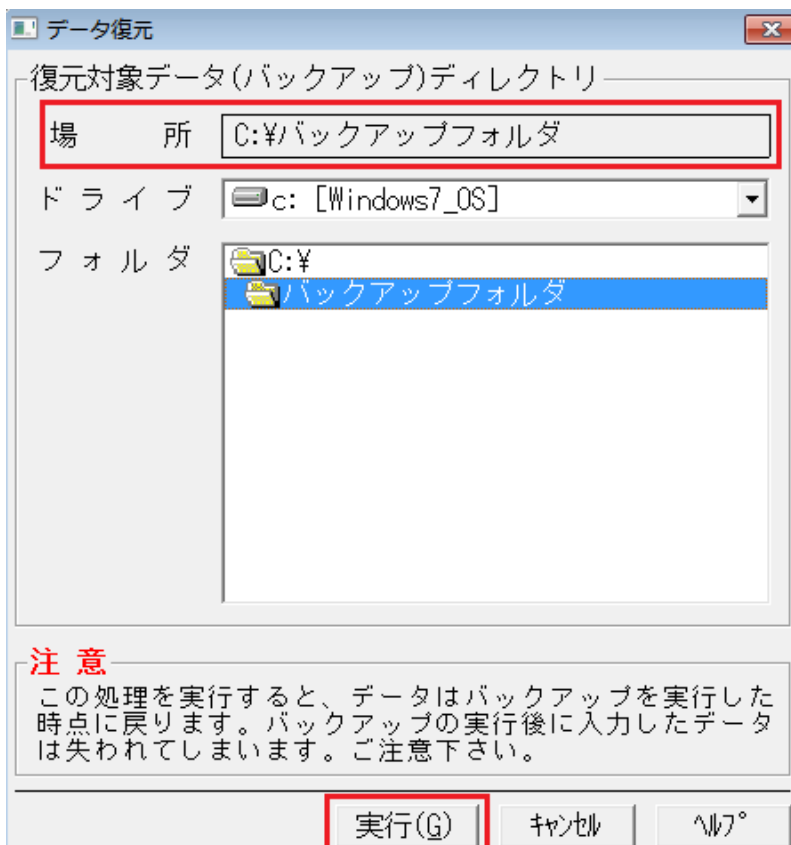 データ復元
復元対象データ(バックアップ)ディレクトリ
場　　所 C:¥バックアップフォルダ
ドライブ c: [Windows7_OS]
フォルダ C:¥
バックアップフォルダ
注 意
この処理を実行すると、データはバックアップを実行した
時点に戻ります。バックアップの実行後に入力したデータ
は失われてしまいます。ご注意下さい。
実行(G) ｷｬﾝｾﾙ ﾍﾙﾌﾟ